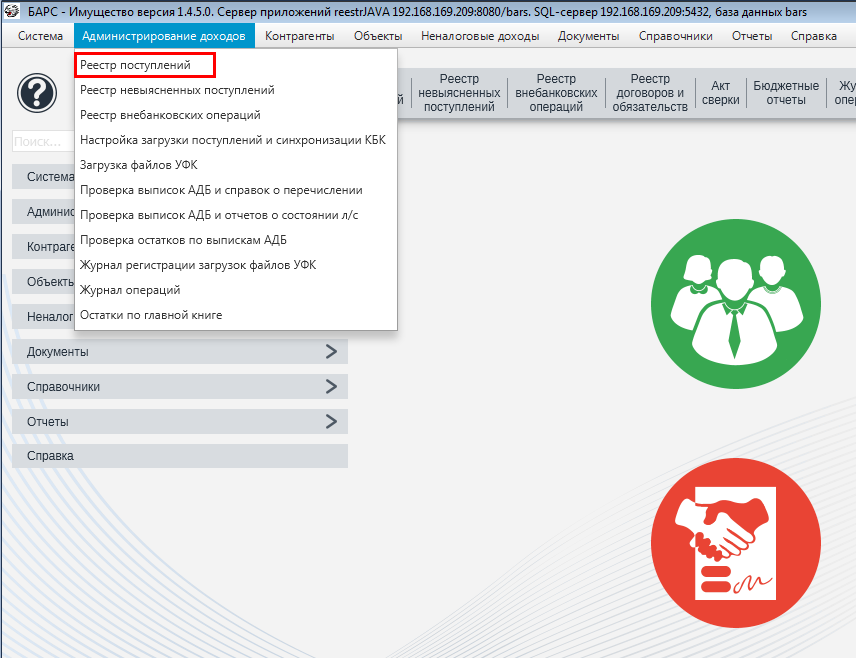 БАРС - Имущество версия 1.4.5.0. Сервер приложений reestrJAVA 192.168.169.209:8080/bars. SQL-сервер 192.168.169.209:5432, база данных bars
Система Администрирование доходов Контрагенты Объекты Неналоговые доходы Документы Справочники Отчеты Справка
Реестр поступлений
Реестр невыясненных поступлений
Реестр внебанковских операций
Настройка загрузки поступлений и синхронизации КБК
Загрузка файлов УФК
Проверка выписок АДБ и справок о перечислении
Проверка выписок АДБ и отчетов о состоянии л/с
Проверка остатков по выпискам АДБ
Журнал регистрации загрузок файлов УФК
Журнал операций
Остатки по главной книге
й
Реестр
невыясненных
поступлений
Реестр
внебанковских
операций
Реестр
договоров и
обязательств
Акт
сверки
Бюджетные
отчеты
Жу
опе
Поиск...
Система
Админис
Контраге
Объекты
Неналог
Документы
Справочники
Отчеты
Справка